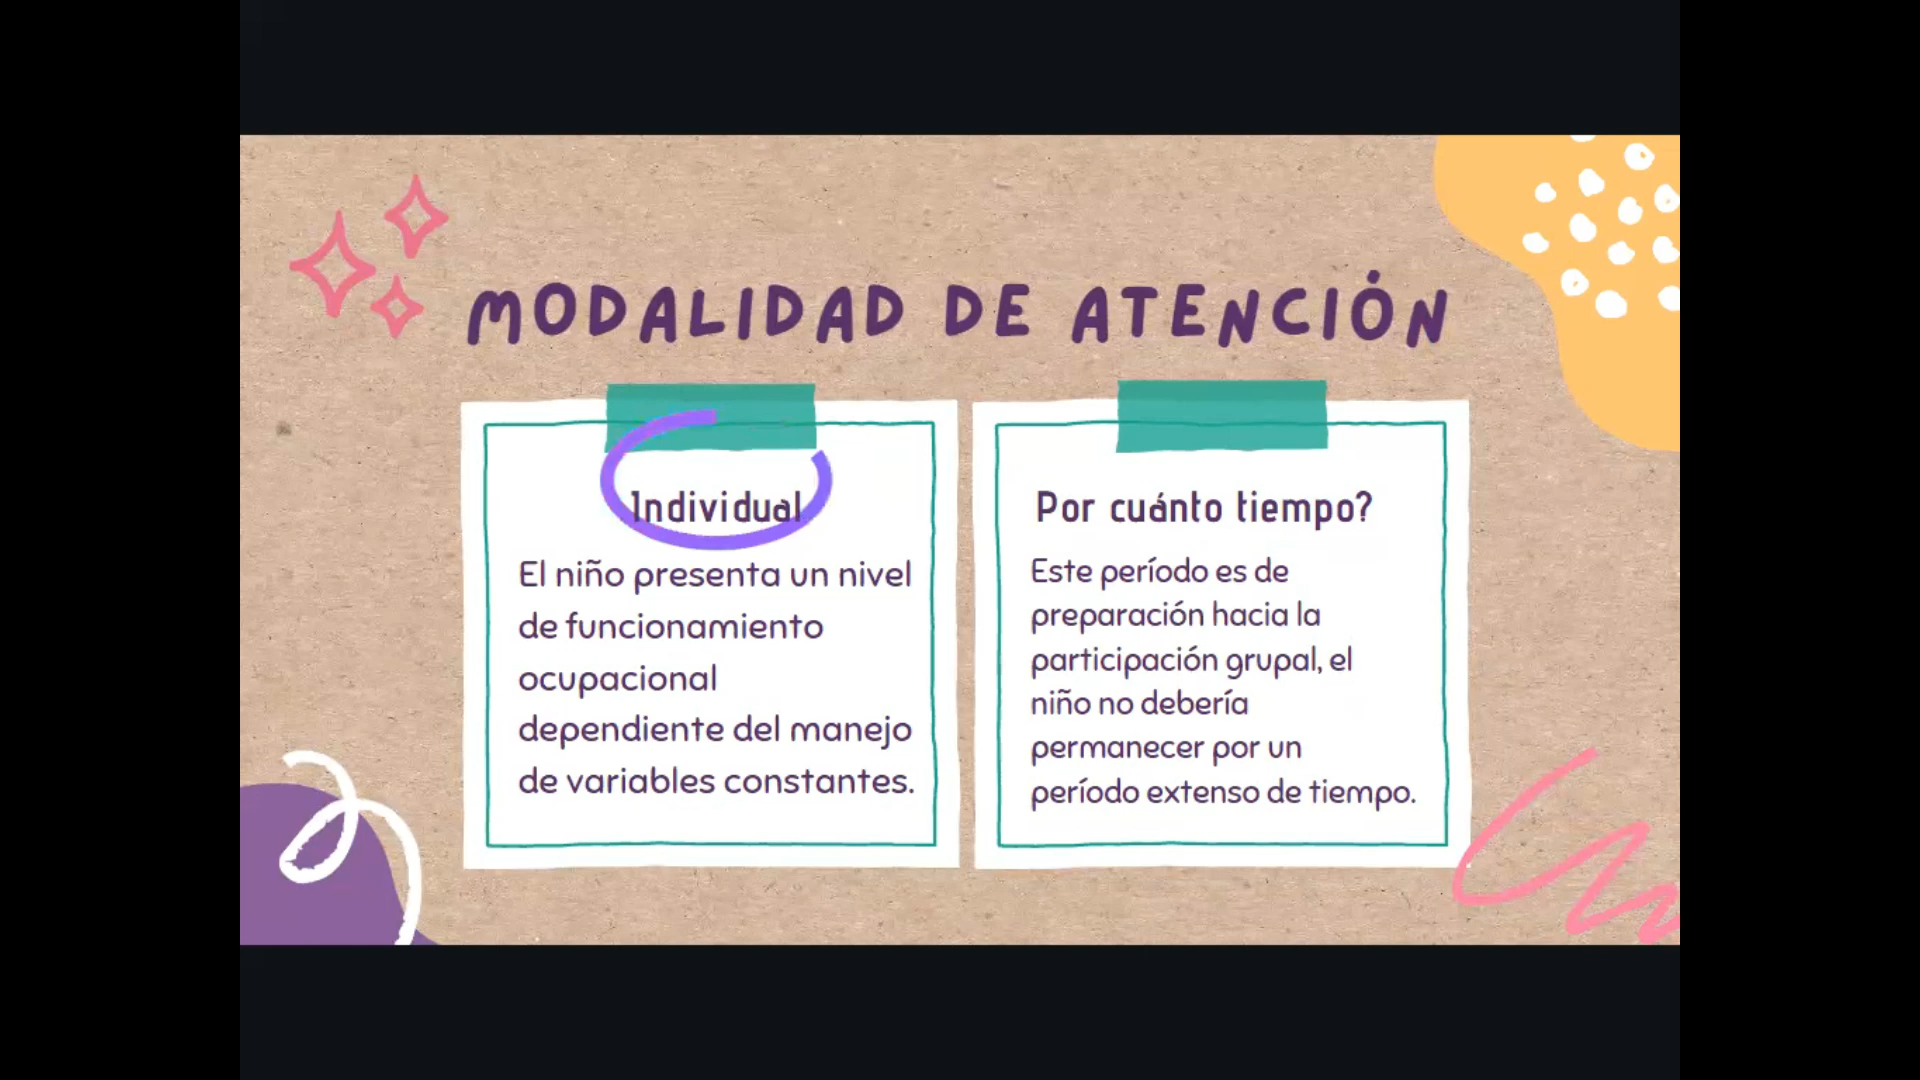 MODALIDAD DE ATENCIÓN
Individual
El niño presenta un nivel
de funcionamiento
ocupacional
dependiente del manejo
de variables constantes.
Por cuánto tiempo?
Este período es de
preparación hacia la
participación grupal, el
niño no debería
permanecer por un
período extenso de tiempo.